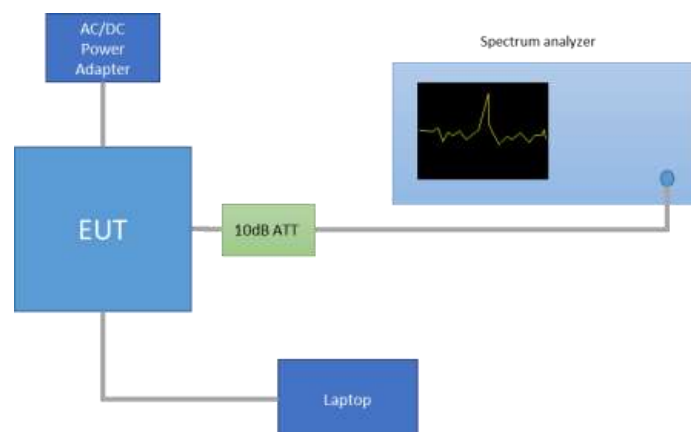 AC/DC
Power
Adapter
Spectrum analyzer
EUT
10dB ATT
Laptop